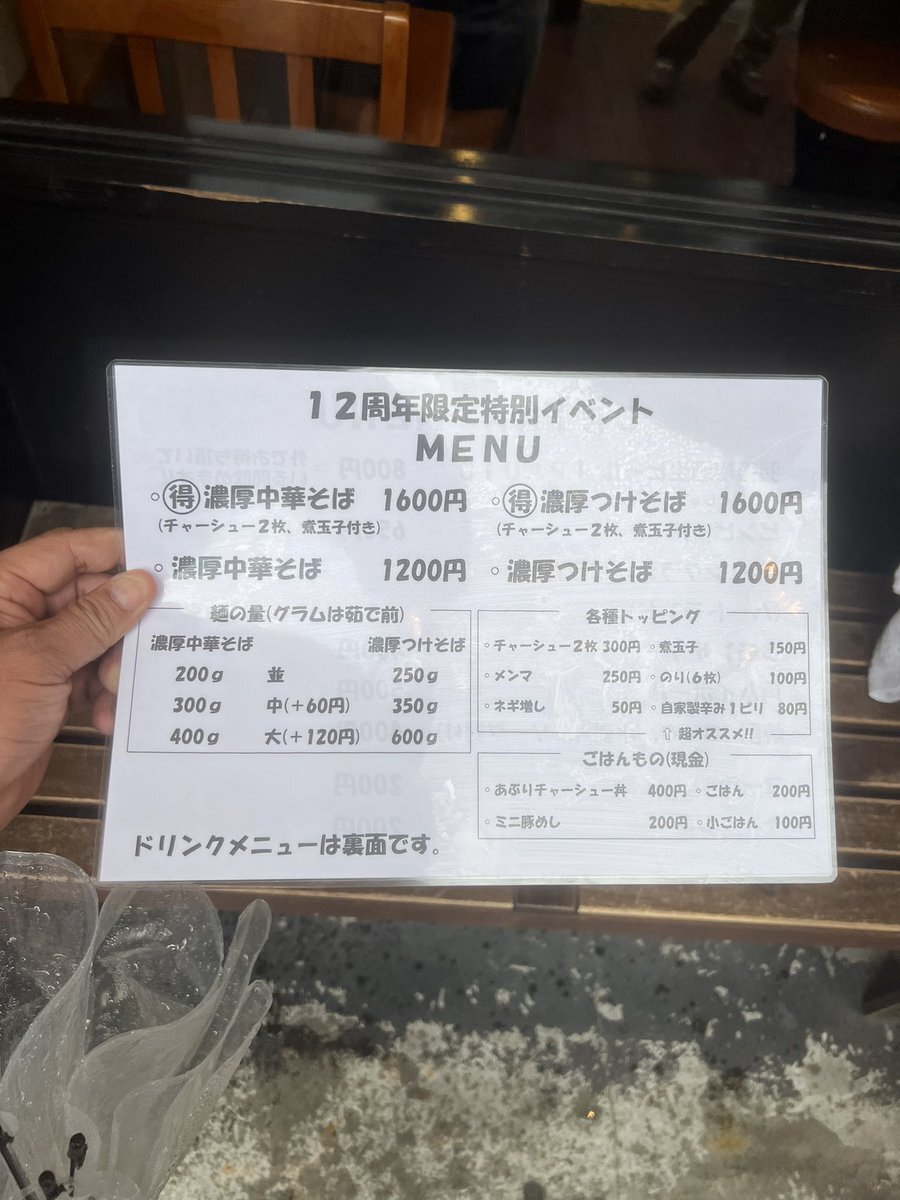 12周年限定特別イベント
MENU
◦㊝濃厚中華そば 1600円
(チャーシュー2枚、煮玉子付き)
◦濃厚中華そば 1200円
◦得濃厚つけそば 1600円
(チャーシュー2枚、煮玉子付き)
◦濃厚つけそば 1200円
麺の量(グラムは茹で前)
濃厚中華そば 濃厚つけそば
200g 並 250g
300g 中(+60円) 350g
400g 大(+120円) 600g
各種トッピング
◦チャーシュー2枚 300円 ◦煮玉子 150円
◦メンマ 250円 ◦のり(6枚) 100円
◦ネギ増し 50円 ◦自家製辛み1ピリ 80円
⇧超オススメ!!
ごはんもの(現金)
◦あぶりチャーシュー丼 400円 ◦ごはん 200円
◦ミニ豚めし 200円 ◦小ごはん 100円
ドリンクメニューは裏面です。